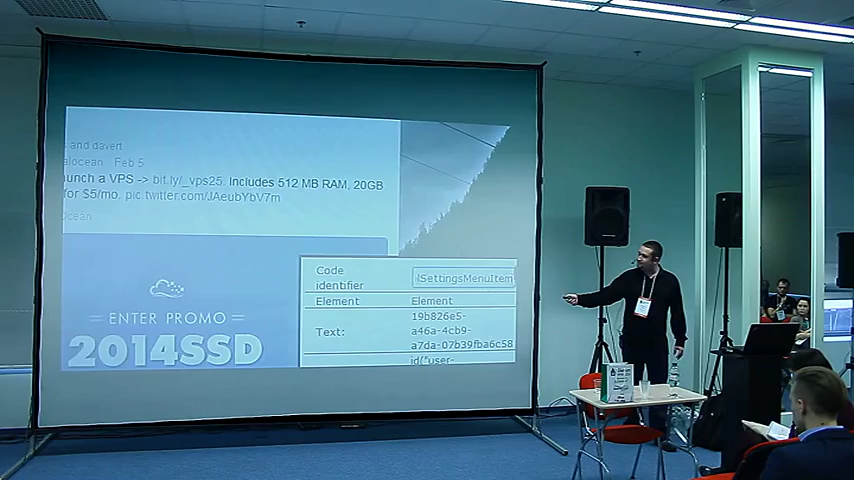 and davert
alocean Feb 5
unch a VPS -> bit.ly/_vps25. Includes 512 MB RAM, 20GB
for $5/mo. pic.twitter.com/JAeubYbV7m
Ocean
ENTER PROMO
2014SSD
Code
identifier
lSettingsMenuItem
Element Element
Text:
19b826e5-
a46a-4cb9-
a7da-07b39fba6c58
id("user-